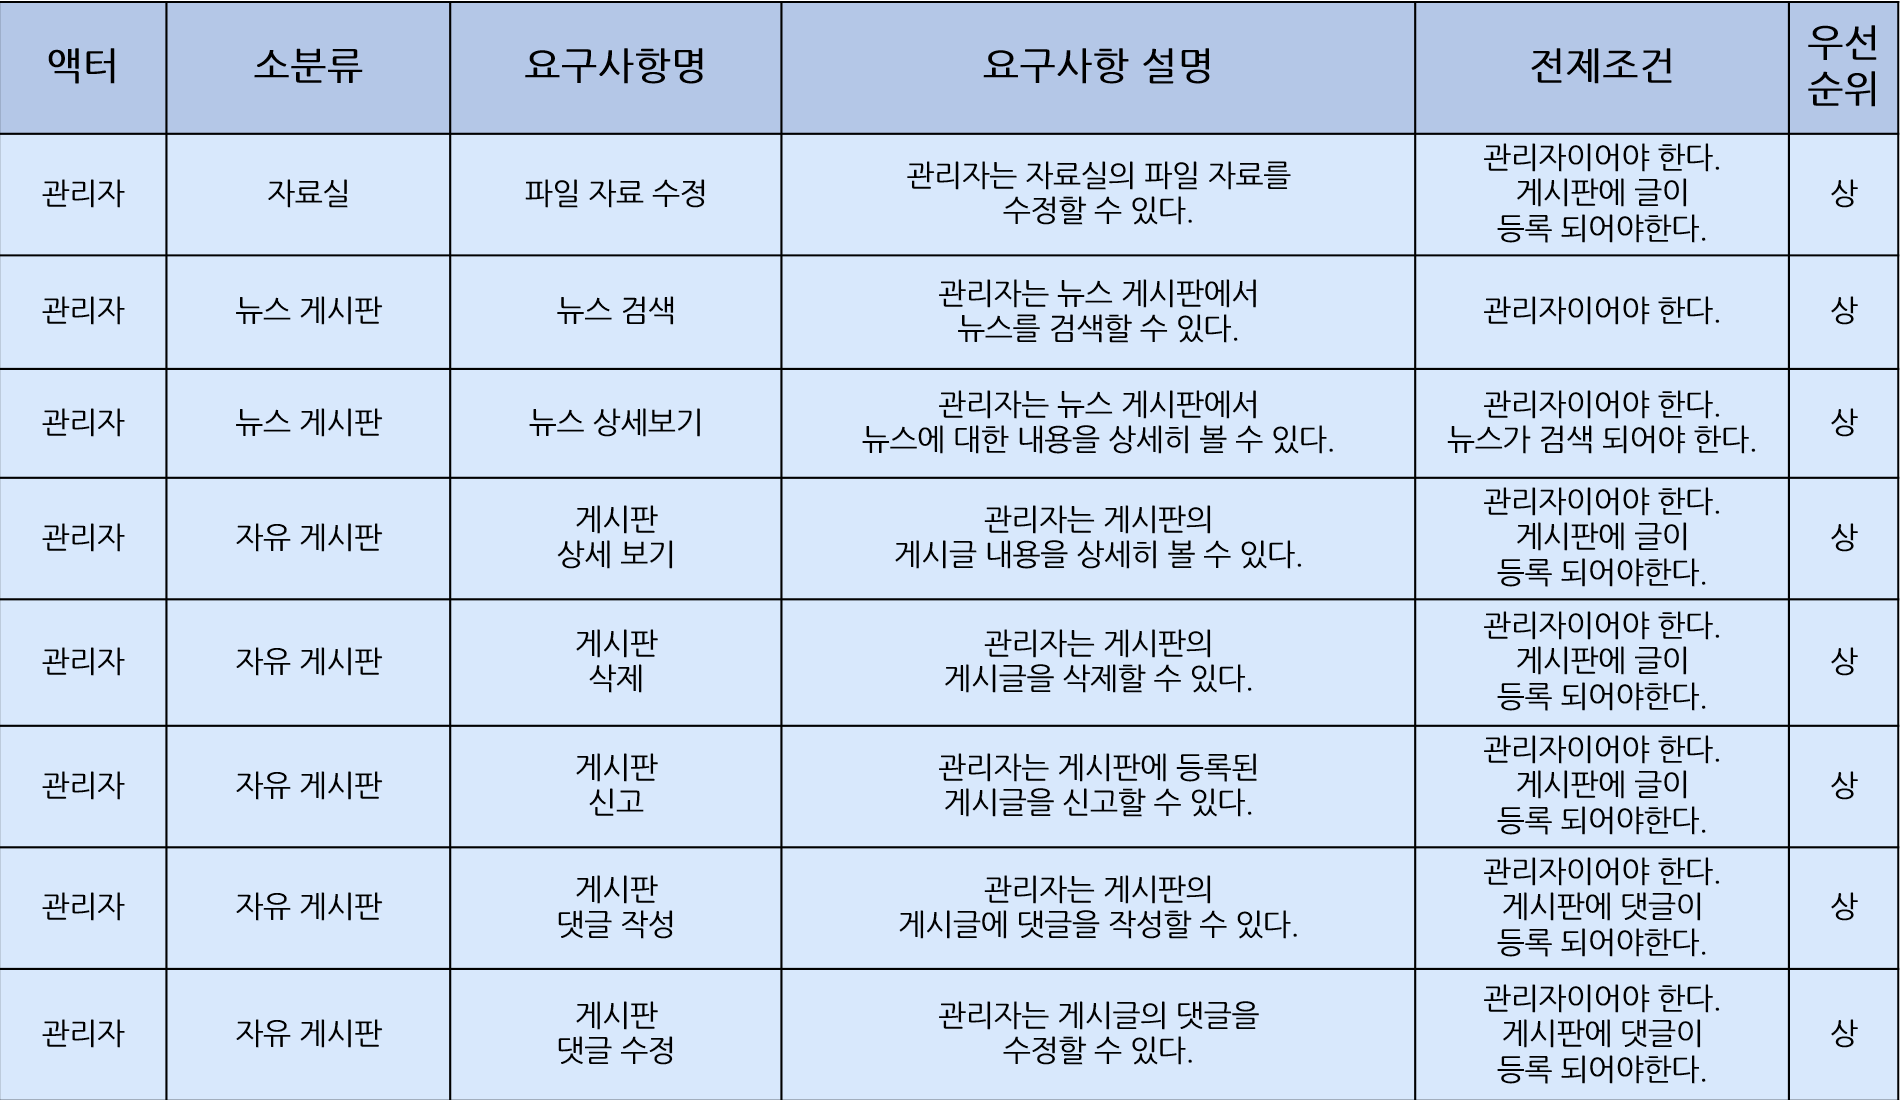 액터
소분류
요구사항명
요구사항 설명
전제조건
우선
순위
관리자
자료실
파일 자료 수정
관리자는 자료실의 파일 자료를
수정할 수 있다.
관리자이어야 한다.
게시판에 글이
등록 되어야한다.
상
관리자
뉴스 게시판
뉴스 검색
관리자는 뉴스 게시판에서
뉴스를 검색할 수 있다.
관리자이어야 한다.
상
관리자
뉴스 게시판
뉴스 상세보기
관리자는 뉴스 게시판에서
뉴스에 대한 내용을 상세히 볼 수 있다.
관리자이어야 한다.
뉴스가 검색 되어야 한다.
상
관리자
자유 게시판
게시판
상세 보기
관리자는 게시판의
게시글 내용을 상세히 볼 수 있다.
관리자이어야 한다.
게시판에 글이
등록 되어야한다.
상
관리자
자유 게시판
게시판
삭제
관리자는 게시판의
게시글을 삭제할 수 있다.
관리자이어야 한다.
게시판에 글이
등록 되어야한다.
상
관리자
자유 게시판
게시판
신고
관리자는 게시판에 등록된
게시글을 신고할 수 있다.
관리자이어야 한다.
게시판에 글이
등록 되어야한다.
상
관리자
자유 게시판
게시판
댓글 작성
관리자는 게시판의
게시글에 댓글을 작성할 수 있다.
관리자이어야 한다.
게시판에 댓글이
등록 되어야한다.
상
관리자
자유 게시판
게시판
댓글 수정
관리자는 게시글의 댓글을
수정할 수 있다.
관리자이어야 한다.
게시판에 댓글이
등록 되어야한다.
상